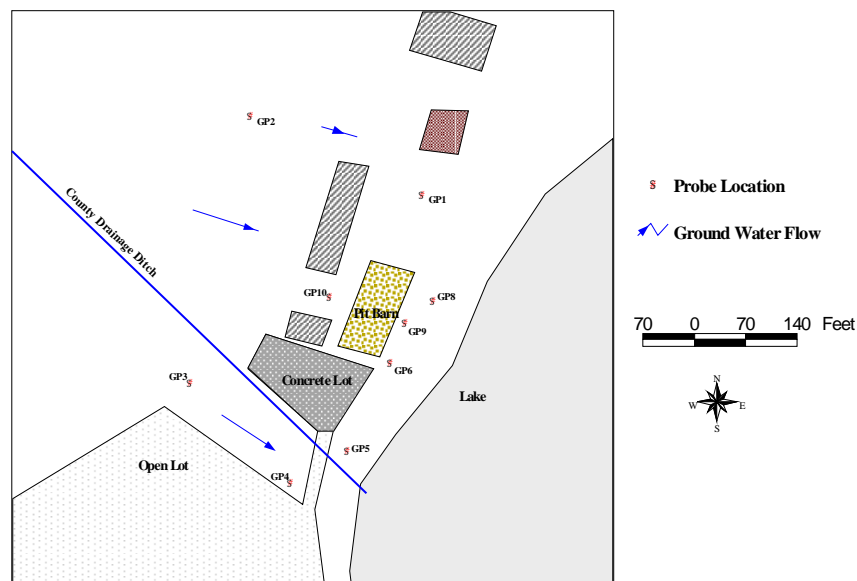 GP2
GP1
County Drainage Ditch
GP10
GP8
Pit Barn
GP9
GP6
Concrete Lot
GP3
Lake
GP5
Open Lot
GP4
Probe Location
Ground Water Flow
70 0 70 140 Feet
N
W E
S